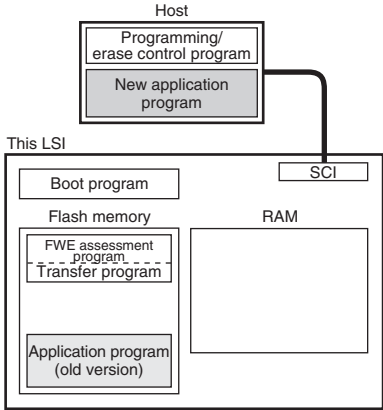 Host
Programming/
erase control program
New application
program
This LSI
SCI
Boot program
Flash memory
RAM
FWE assessment
program
Transfer program
Application program
(old version)